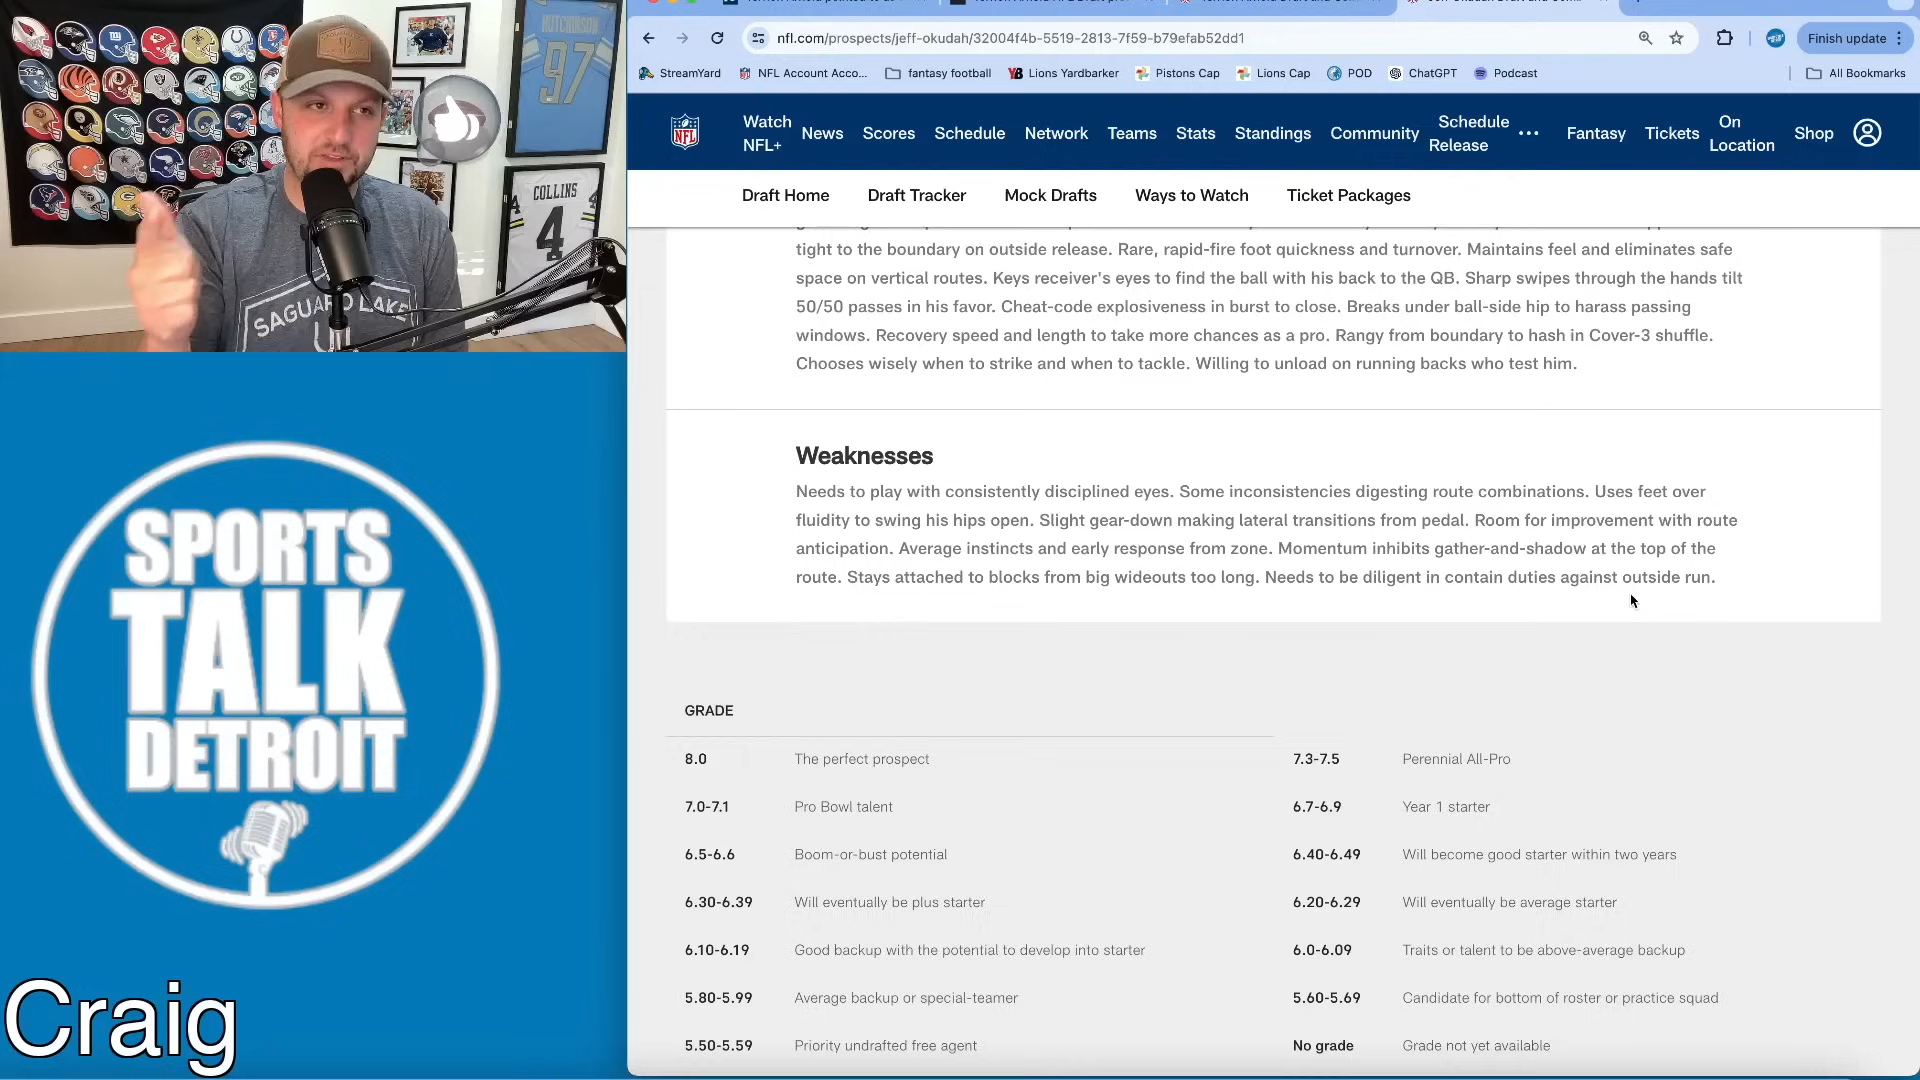 HUTCHINSON
97
COLLINS
4
SAGUARO LAKE
SPORTS
TALK
DETROIT
Craig
nfl.com/prospects/jeff-okudah/32004f4b-5519-2813-7f59-b79efab52dd1
Finish update
StreamYard
NFL Account Acco...
fantasy football
Lions Yardbarker
Pistons Cap
Lions Cap
POD
ChatGPT
Podcast
All Bookmarks
NFL
Watch NFL+
News
Scores
Schedule
Network
Teams
Stats
Standings
Community
Schedule Release
Fantasy
Tickets
On Location
Shop
Draft Home
Draft Tracker
Mock Drafts
Ways to Watch
Ticket Packages
tight to the boundary on outside release. Rare, rapid-fire foot quickness and turnover. Maintains feel and eliminates safe
space on vertical routes. Keys receiver's eyes to find the ball with his back to the QB. Sharp swipes through the hands tilt
50/50 passes in his favor. Cheat-code explosiveness in burst to close. Breaks under ball-side hip to harass passing
windows. Recovery speed and length to take more chances as a pro. Rangy from boundary to hash in Cover-3 shuffle.
Chooses wisely when to strike and when to tackle. Willing to unload on running backs who test him.
Weaknesses
Needs to play with consistently disciplined eyes. Some inconsistencies digesting route combinations. Uses feet over
fluidity to swing his hips open. Slight gear-down making lateral transitions from pedal. Room for improvement with route
anticipation. Average instincts and early response from zone. Momentum inhibits gather-and-shadow at the top of the
route. Stays attached to blocks from big wideouts too long. Needs to be diligent in contain duties against outside run.
GRADE
8.0 The perfect prospect 7.3-7.5 Perennial All-Pro
7.0-7.1 Pro Bowl talent 6.7-6.9 Year 1 starter
6.5-6.6 Boom-or-bust potential 6.40-6.49 Will become good starter within two years
6.30-6.39 Will eventually be plus starter 6.20-6.29 Will eventually be average starter
6.10-6.19 Good backup with the potential to develop into starter 6.0-6.09 Traits or talent to be above-average backup
5.80-5.99 Average backup or special-teamer 5.60-5.69 Candidate for bottom of roster or practice squad
5.50-5.59 Priority undrafted free agent No grade Grade not yet available